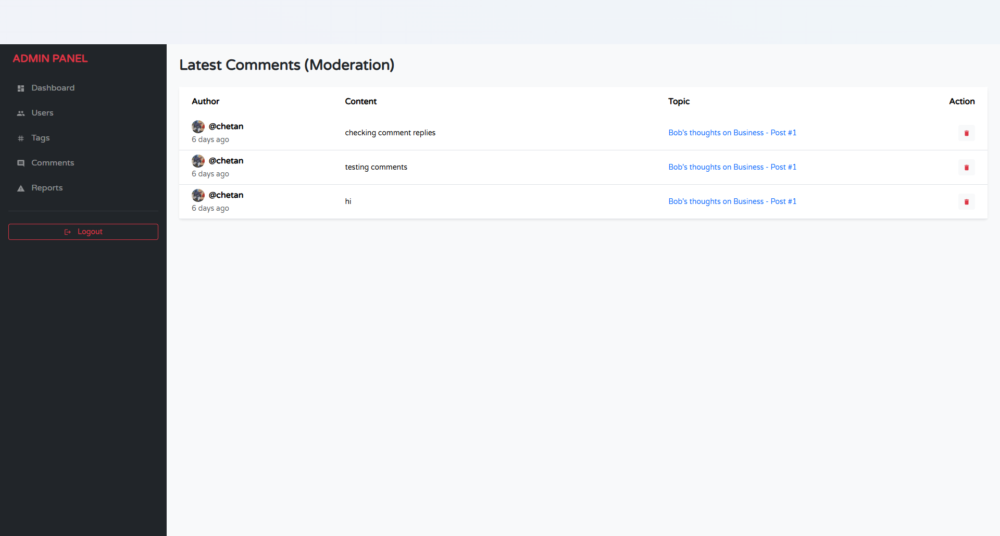 ADMIN PANEL
Dashboard
Users
Tags
Comments
Reports
Logout
Latest Comments (Moderation)
Author Content Topic Action
@chetan
6 days ago
checking comment replies
Bob's thoughts on Business - Post #1
@chetan
6 days ago
testing comments
Bob's thoughts on Business - Post #1
@chetan
6 days ago
hi
Bob's thoughts on Business - Post #1